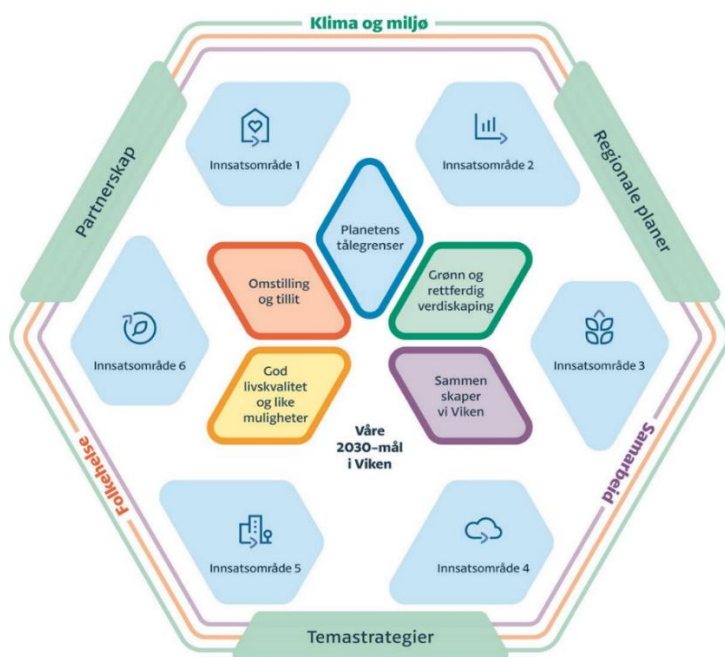 Klima og miljø
Partnerskap
Regionale planer
Innsatsområde 1
Innsatsområde 2
Planetens
tålegrenser
Omstilling
og tillit
Grønn og
rettferdig
verdiskaping
Innsatsområde 6
Innsatsområde 3
God
livskvalitet
og like
muligheter
Sammen
skaper
vi Viken
Våre
2030-mål
i Viken
Folkehelse
Samarbeid
Innsatsområde 5
Innsatsområde 4
Temastrategier